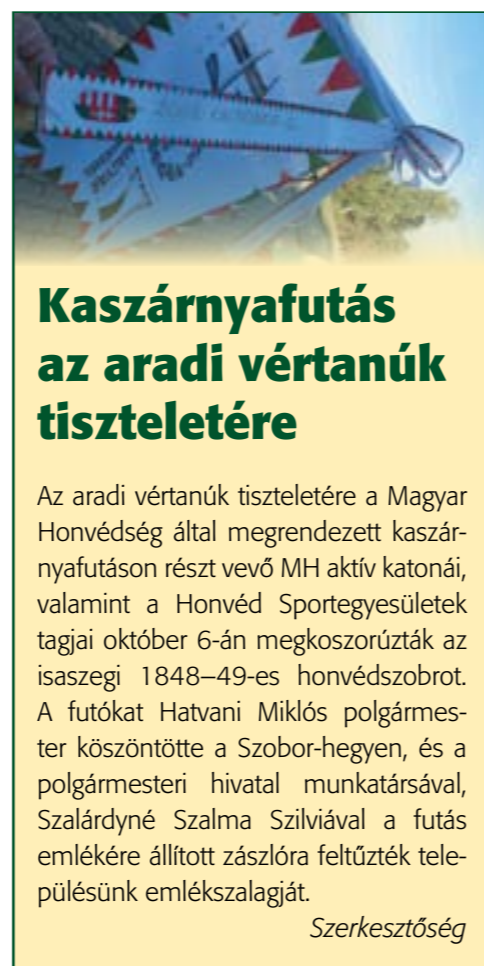 Kaszárnyafutás
az aradi vértanúk
tiszteletére
Az aradi vértanúk tiszteletére a Magyar
Honvédség által megrendezett kaszár-
nyafutáson részt vevő MH aktív katonái,
valamint a Honvéd Sportegyesületek
tagjai október 6-án megkoszorúzták az
isaszegi 1848–49-es honvédszobrot.
A futókat Hatvani Miklós polgármes-
ter köszöntötte a Szobor-hegyen, és a
polgármesteri hivatal munkatársával,
Szalárdyné Szalma Szilviával a futás
emlékére állított zászlóra feltűzték tele-
pülésünk emlékszalagját.
Szerkesztőség